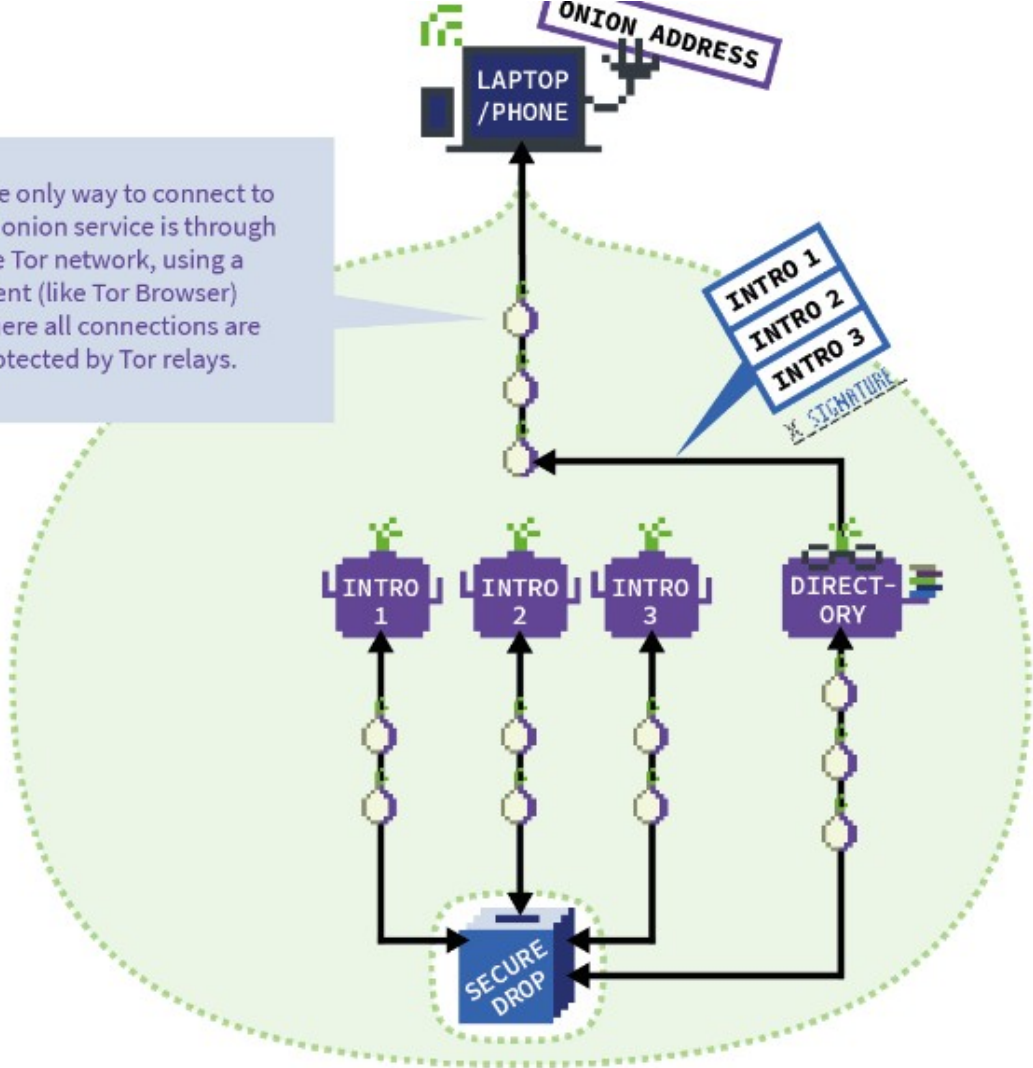 ONION ADDRESS
LAPTOP
/PHONE
e only way to connect to
onion service is through
e Tor network, using a
ent (like Tor Browser)
ere all connections are
otected by Tor relays.
INTRO 1
INTRO 2
INTRO 3
X SIGNATURE
INTRO
1
INTRO
2
INTRO
3
DIRECT-
ORY
SECURE
DROP